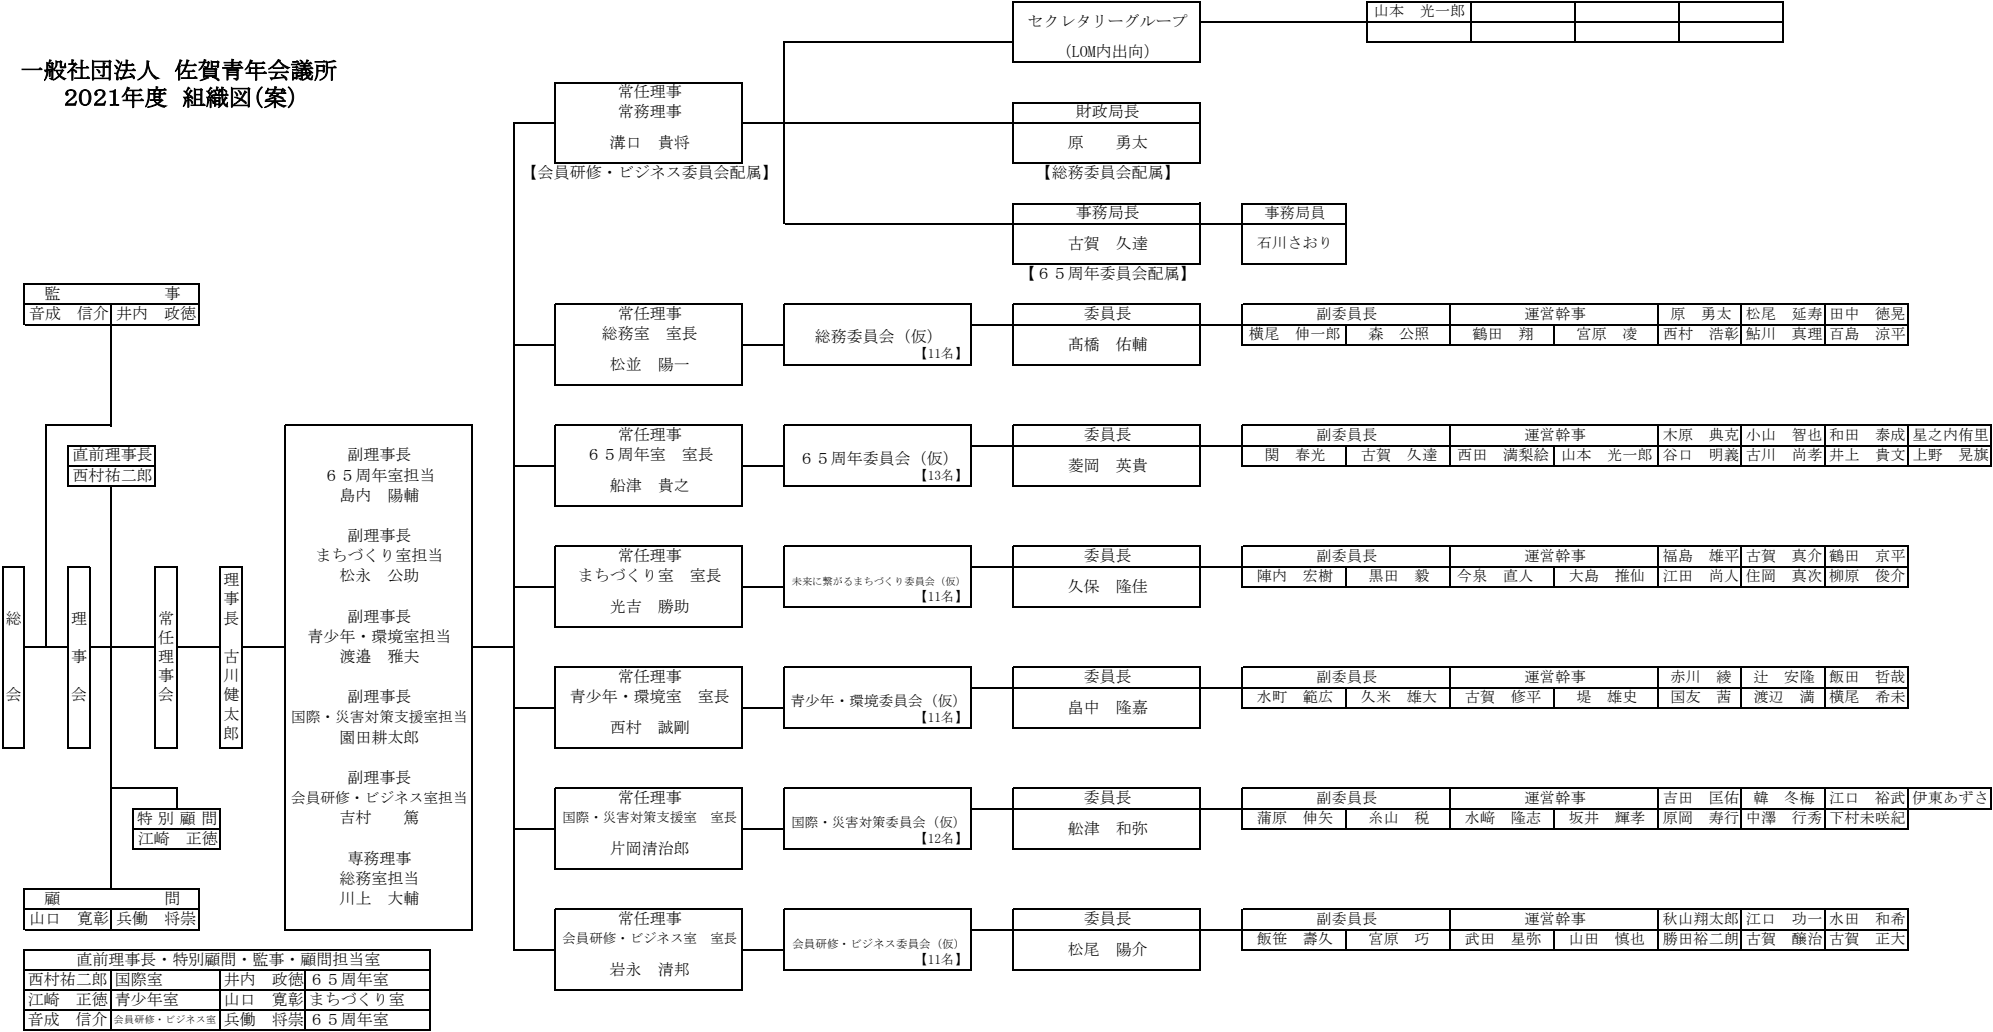 一般社団法人　佐賀青年会議所
2021年度　組織図(案)
セクレタリーグループ
(LOM内出向)
山本　光一郎
常任理事
常務理事
溝口　貴将
【会員研修・ビジネス委員会配属】
財政局長
原　　勇太
【総務委員会配属】
事務局長
古賀　久達
【６５周年委員会配属】
事務局員
石川さおり
監　事
音成　信介　井内　政徳
直前理事長
西村祐二郎
総会
理事会
常任理事会
理事長　古川健太郎
特別顧問
江崎　正徳
顧　問
山口　寛彰　兵働　将崇
副理事長
６５周年室担当
島内　陽輔
副理事長
まちづくり室担当
松永　公助
副理事長
青少年・環境室担当
渡邉　雅夫
副理事長
国際・災害対策支援室担当
園田耕太郎
副理事長
会員研修・ビジネス室担当
吉村　　篤
専務理事
総務室担当
川上　大輔
常任理事
総務室　室長
松並　陽一
総務委員会（仮）
【11名】
委員長
髙橋　佑輔
副委員長　運営幹事　原　勇太　松尾　延寿　田中　徳晃
横尾　伸一郎　森　公照　鶴田　翔　宮原　凌　西村　浩彰　鮎川　真理　百島　涼平
常任理事
６５周年室　室長
船津　貴之
６５周年委員会（仮）
【13名】
委員長
菱岡　英貴
副委員長　運営幹事　木原　典克　小山　智也　和田　泰成　星之内侑里
関　春光　古賀　久達　西田　満梨絵　山本　光一郎　谷口　明義　古川　尚孝　井上　貴文　上野　晃旗
常任理事
まちづくり室　室長
光吉　勝助
未来に繋がるまちづくり委員会（仮）
【11名】
委員長
久保　隆佳
副委員長　運営幹事　福島　雄平　古賀　真介　鶴田　京平
陣内　宏樹　黒田　毅　今泉　直人　大島　推仙　江田　尚人　住岡　真次　柳原　俊介
常任理事
青少年・環境室　室長
西村　誠剛
青少年・環境委員会（仮）
【11名】
委員長
畠中　隆嘉
副委員長　運営幹事　赤川　綾　辻　安隆　飯田　哲哉
水町　範広　久米　雄大　古賀　修平　堤　雄史　国友　茜　渡辺　満　横尾　希未
常任理事
国際・災害対策支援室　室長
片岡清治郎
国際・災害対策委員会（仮）
【12名】
委員長
舩津　和弥
副委員長　運営幹事　吉田　匡佑　韓　冬梅　江口　裕武　伊東あずさ
蒲原　伸矢　糸山　税　水﨑　隆志　坂井　輝孝　原岡　寿行　中澤　行秀　下村未咲紀
常任理事
会員研修・ビジネス室　室長
岩永　清邦
会員研修・ビジネス委員会（仮）
【11名】
委員長
松尾　陽介
副委員長　運営幹事　秋山翔太郎　江口　功一　水田　和希
飯笹　壽久　宮原　巧　武田　星弥　山田　慎也　勝田裕二朗　古賀　醸治　古賀　正大
直前理事長・特別顧問・監事・顧問担当室
西村祐二郎　国際室　井内　政徳　６５周年室
江崎　正徳　青少年室　山口　寛彰　まちづくり室
音成　信介　会員研修・ビジネス室　兵働　将崇　６５周年室